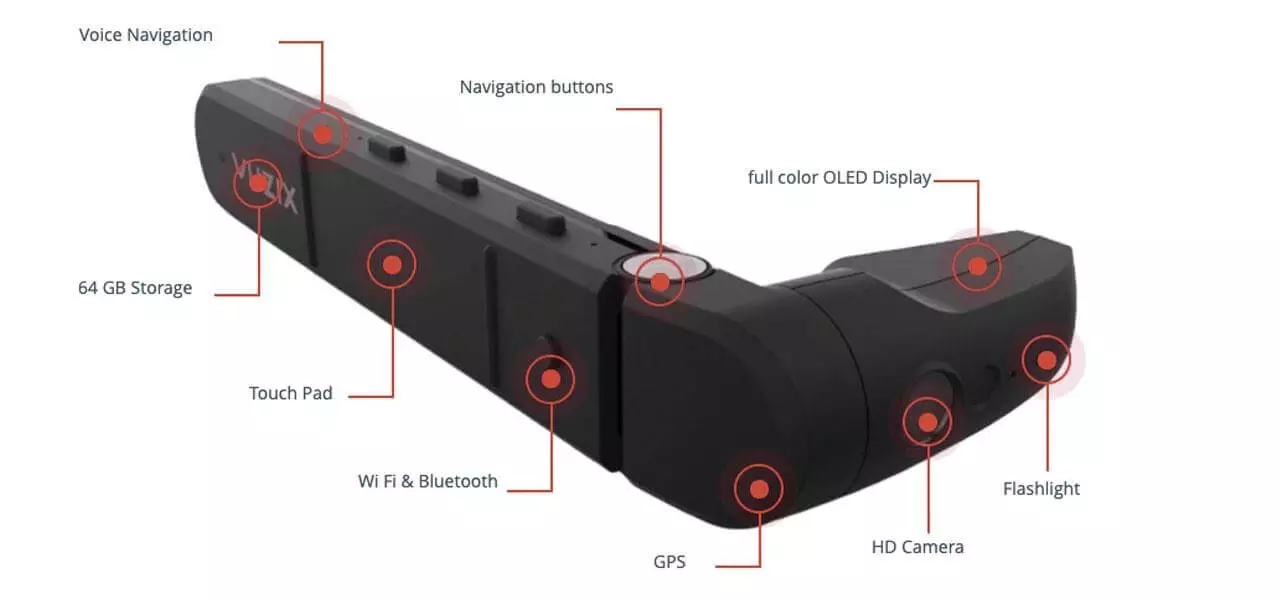 Voice Navigation
Navigation buttons
full color OLED Display
VUZIX
64 GB Storage
Touch Pad
Wi Fi & Bluetooth
Flashlight
HD Camera
GPS